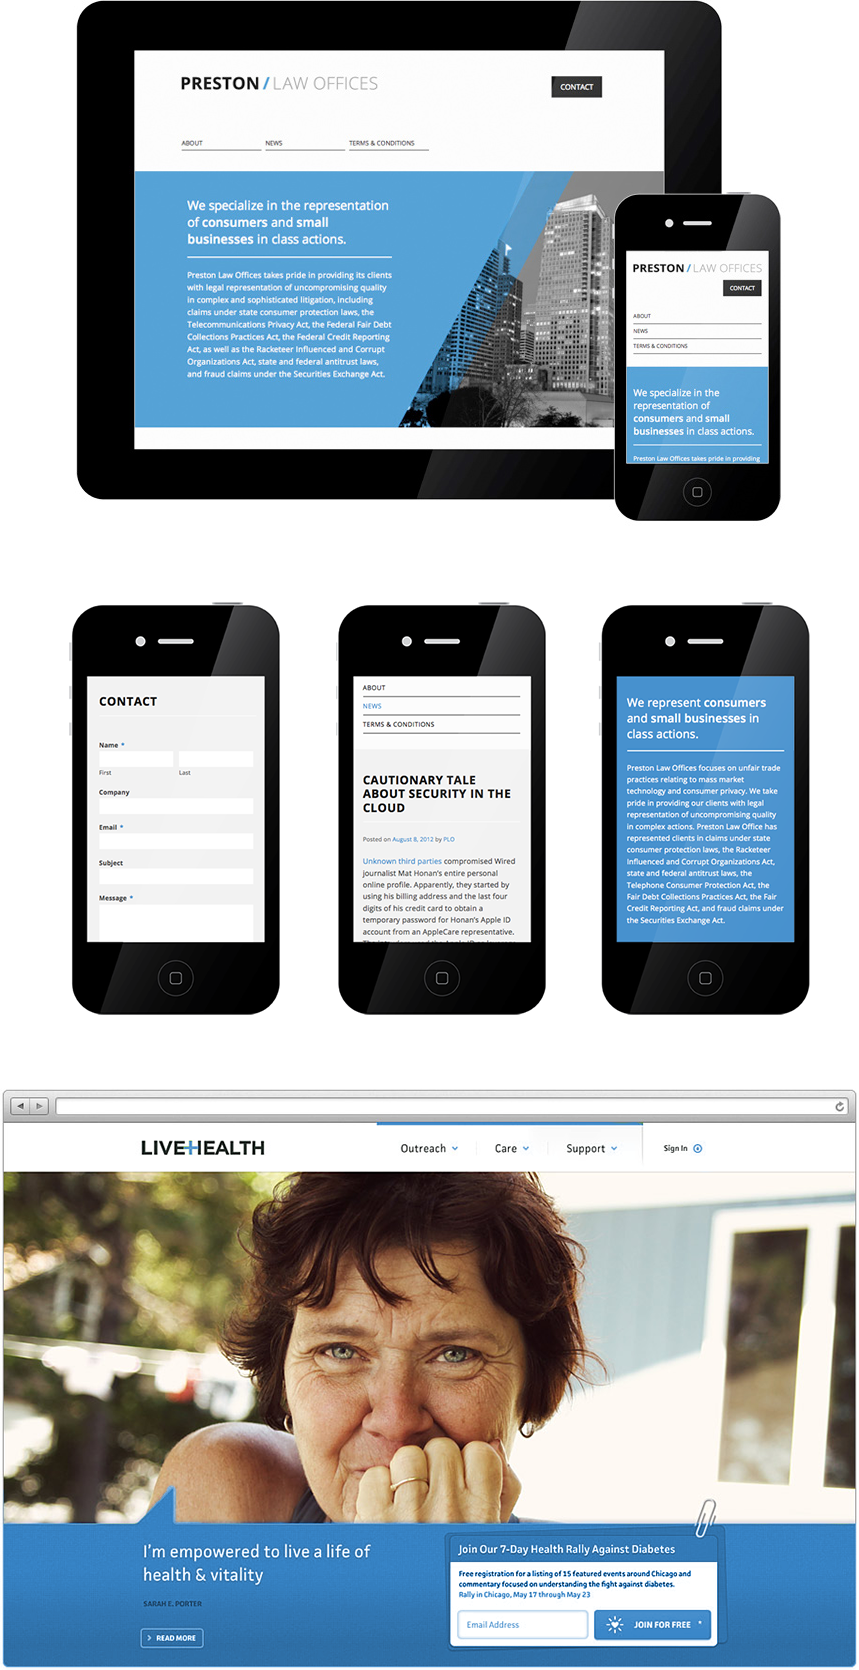 PRESTON / LAW OFFICES
CONTACT
ABOUT
NEWS
TERMS & CONDITIONS
We specialize in the representation
of consumers and small
businesses in class actions.
Preston Law Offices takes pride in providing its clients
with legal representation of uncompromising quality
in complex and sophisticated litigation, including
claims under state consumer protection laws, the
Telecommunications Privacy Act, the Federal Fair Debt
Collections Practices Act, the Federal Credit Reporting
Act, as well as the Racketeer Influenced and Corrupt
Organizations Act, state and federal antitrust laws,
and fraud claims under the Securities Exchange Act.
PRESTON / LAW OFFICES
CONTACT
ABOUT
NEWS
TERMS & CONDITIONS
We specialize in the
representation of
consumers and small
businesses in class actions.
Preston Law Offices takes pride in providing
CONTACT
Name *
First
Last
Company
Email *
Subject
Message *
ABOUT
NEWS
TERMS & CONDITIONS
CAUTIONARY TALE
ABOUT SECURITY IN THE
CLOUD
Posted on August 8, 2012 by PLO
Unknown third parties compromised Wired
journalist Mat Honan's entire personal
online profile. Apparently, they started by
using his billing address and the last four
digits of his credit card to obtain a
temporary password for Honan's Apple ID
account from an AppleCare representative.
We represent consumers
and small businesses in
class actions.
Preston Law Offices focuses on unfair trade
practices relating to mass market
technology and consumer privacy. We take
pride in providing our clients with legal
representation of uncompromising quality
in complex actions. Preston Law Office has
represented clients in claims under state
consumer protection laws, the Racketeer
Influenced and Corrupt Organizations Act,
state and federal antitrust laws, the
Telephone Consumer Protection Act, the
Fair Debt Collections Practices Act, the Fair
Credit Reporting Act, and fraud claims under
the Securities Exchange Act.
LIVE+HEALTH
Outreach
Care
Support
Sign In
I'm empowered to live a life of
health & vitality
SARAH E. PORTER
READ MORE
Join Our 7-Day Health Rally Against Diabetes
Free registration for a listing of 15 featured events around Chicago and
commentary focused on understanding the fight against diabetes.
Rally in Chicago, May 17 through May 23
Email Address
JOIN FOR FREE *